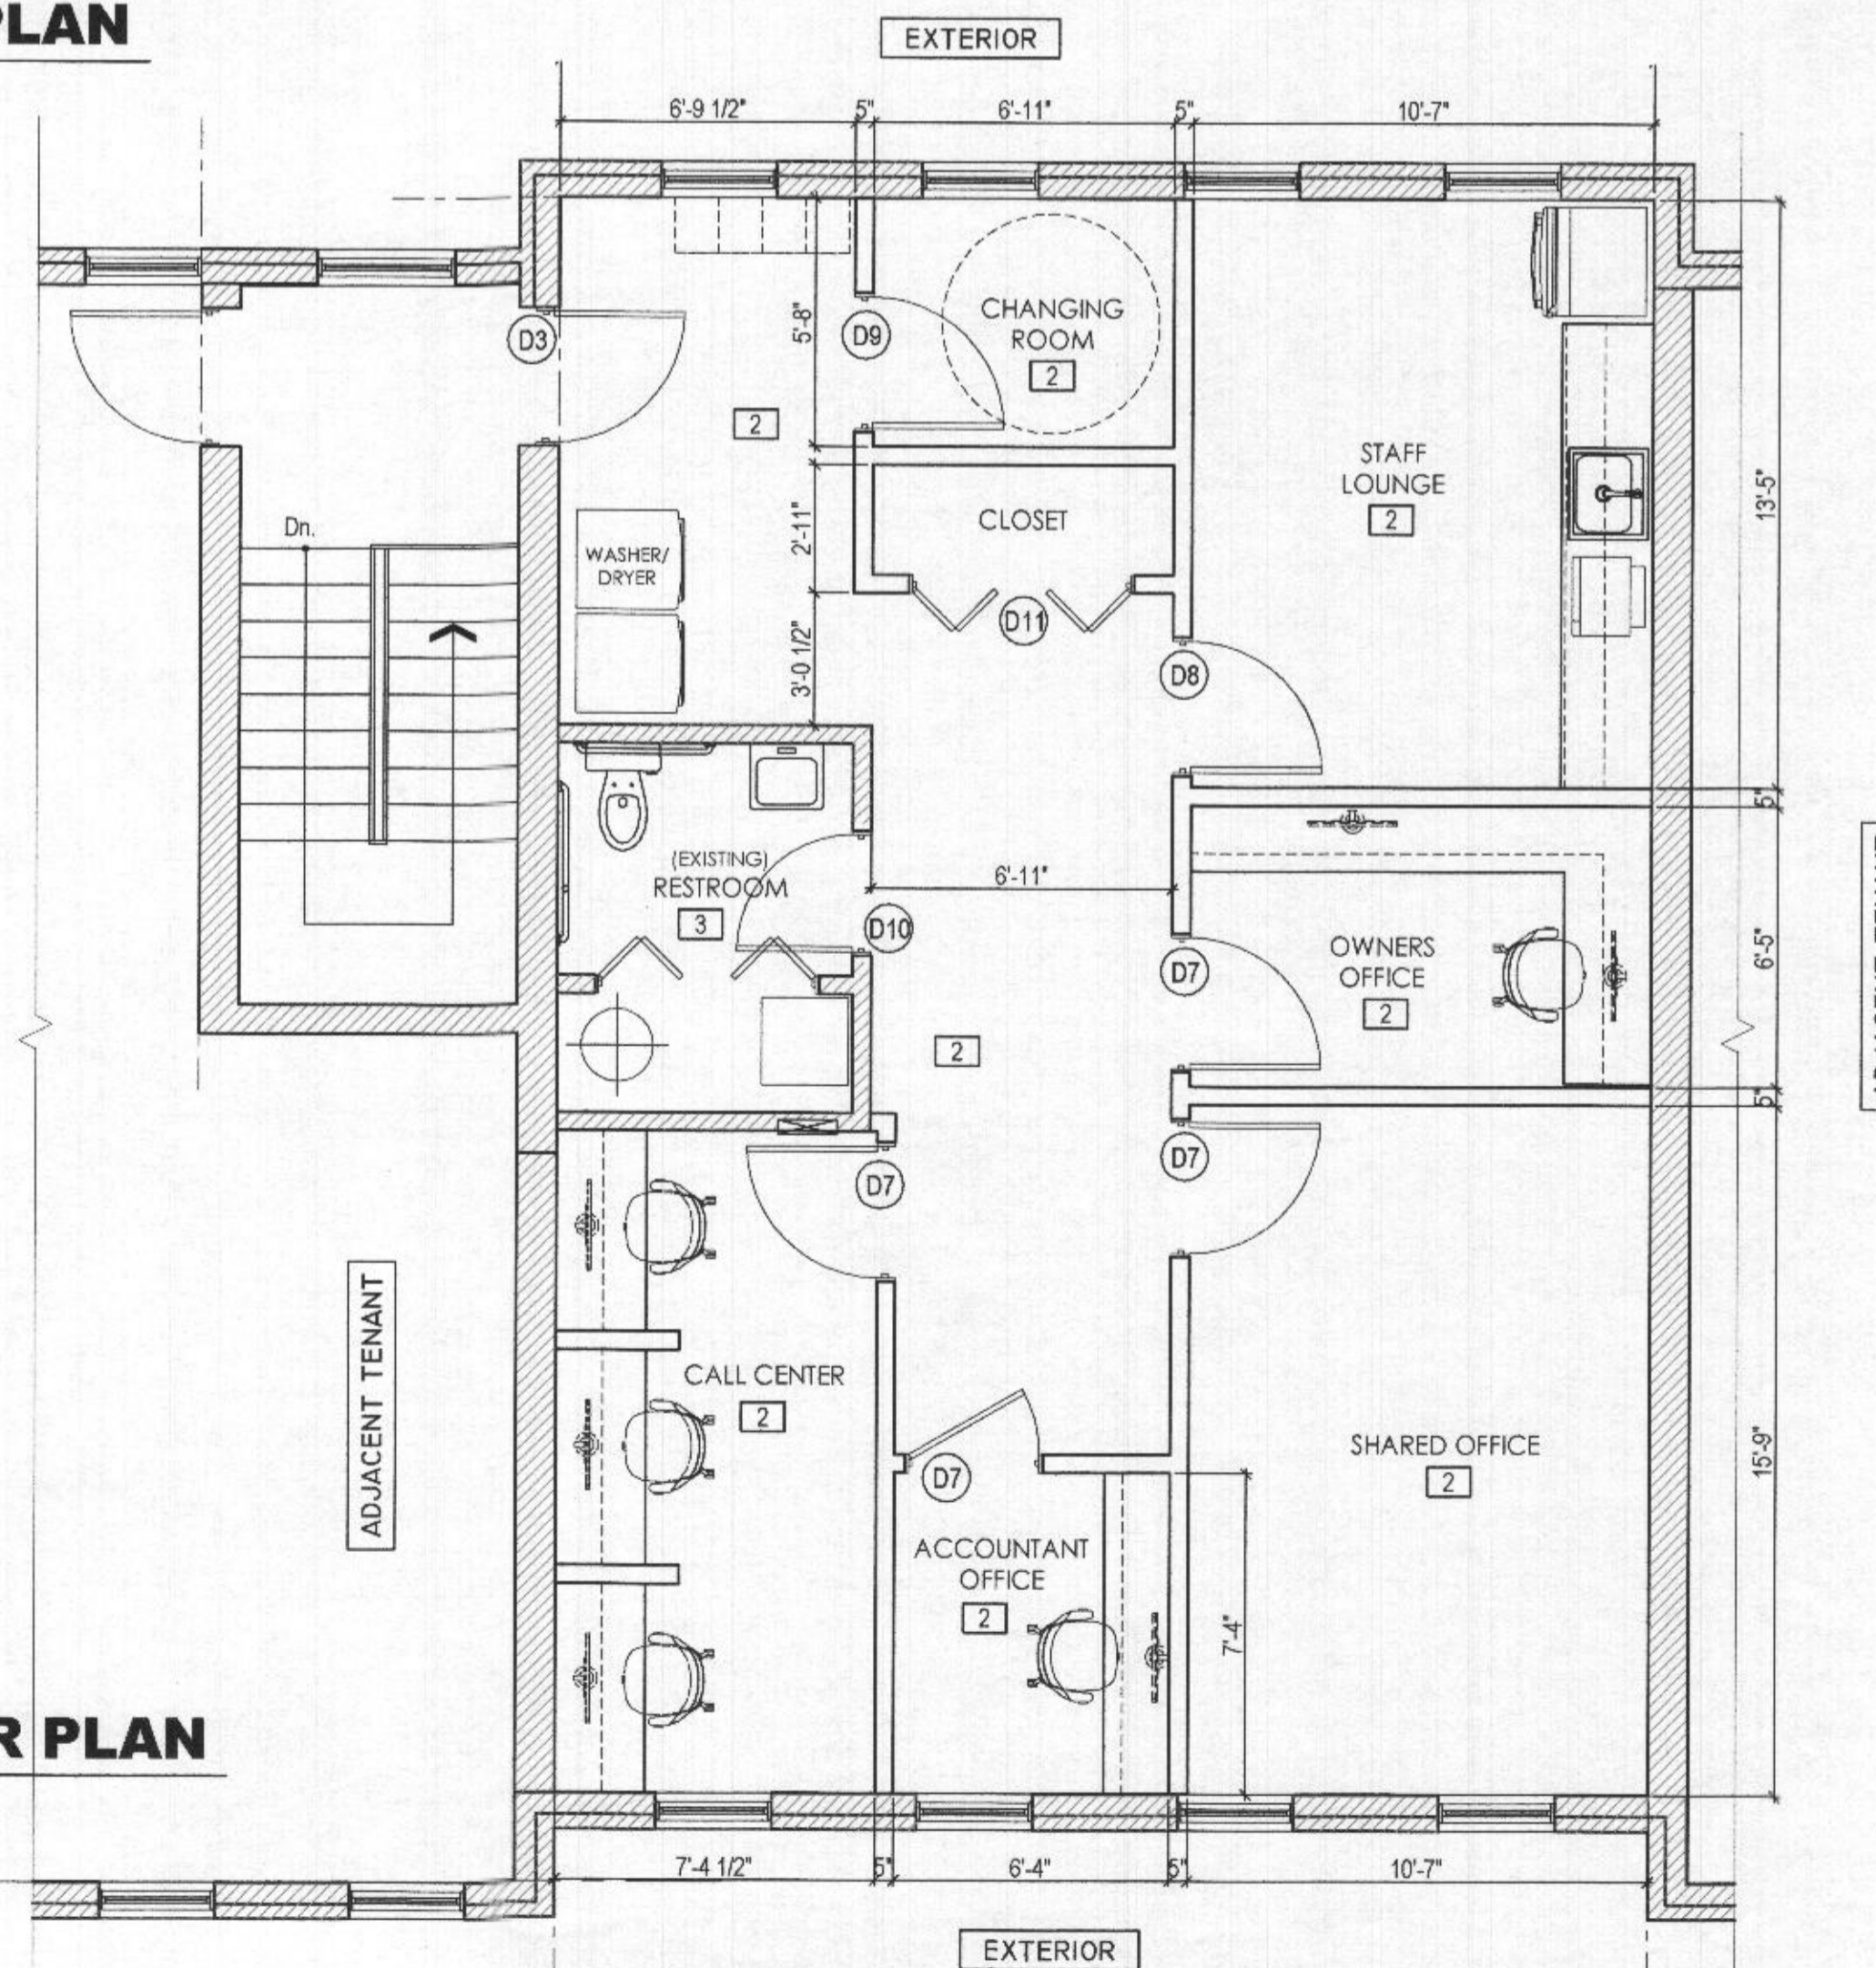 PLAN
EXTERIOR
6'-9 1/2"
5"
6'-11"
5"
10'-7"
D3
D9
5'-8"
CHANGING
ROOM
2
2
STAFF
LOUNGE
2
13'-5"
Dn.
WASHER/
DRYER
2'-11"
CLOSET
D11
3'-0 1/2"
D8
5"
(EXISTING)
RESTROOM
3
6'-11"
D10
D7
OWNERS
OFFICE
2
6'-5"
2
5"
D7
D7
ADJACENT TENANT
CALL CENTER
2
D7
SHARED OFFICE
2
15'-9"
ACCOUNTANT
OFFICE
2
7'-4"
R PLAN
7'-4 1/2"
5"
6'-4"
5"
10'-7"
EXTERIOR